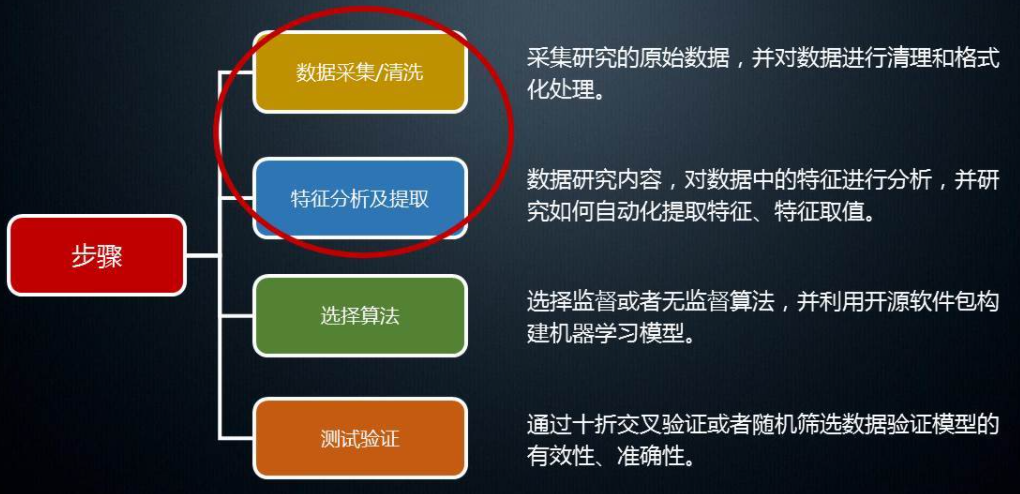 步骤
数据采集/清洗
采集研究的原始数据，并对数据进行清理和格式
化处理。
特征分析及提取
数据研究内容，对数据中的特征进行分析，并研
究如何自动化提取特征、特征取值。
选择算法
选择监督或者无监督算法，并利用开源软件包构
建机器学习模型。
测试验证
通过十折交叉验证或者随机筛选数据验证模型的
有效性、准确性。